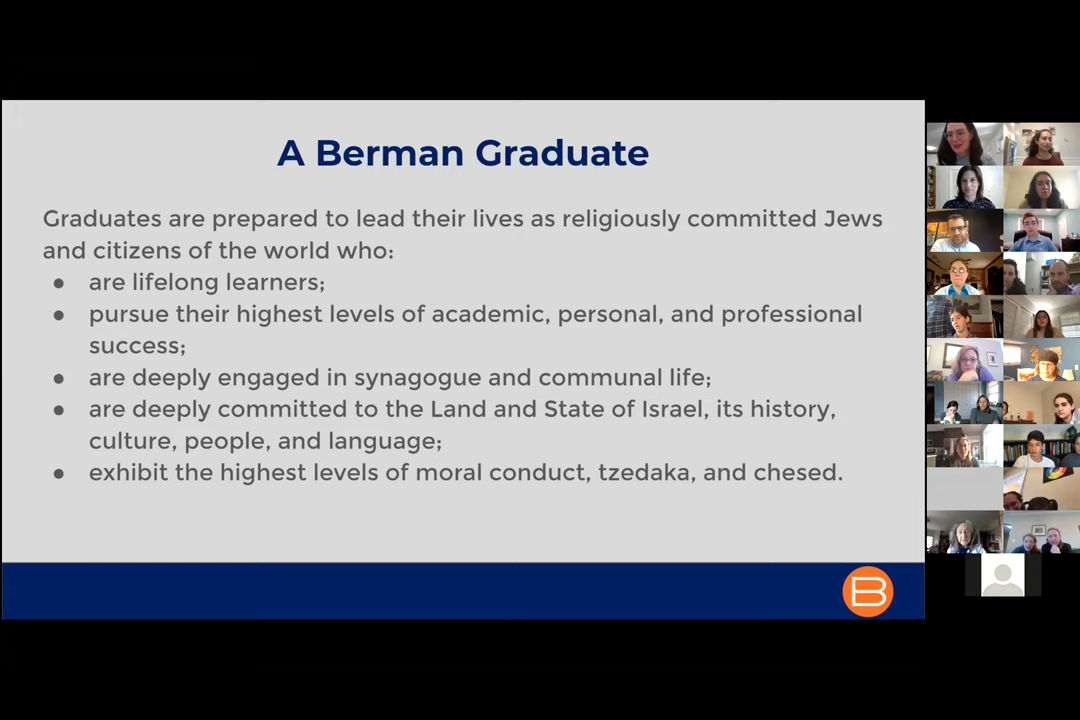 A Berman Graduate
Graduates are prepared to lead their lives as religiously committed Jews
and citizens of the world who:
● are lifelong learners;
● pursue their highest levels of academic, personal, and professional
success;
● are deeply engaged in synagogue and communal life;
● are deeply committed to the Land and State of Israel, its history,
culture, people, and language;
● exhibit the highest levels of moral conduct, tzedaka, and chesed.
B